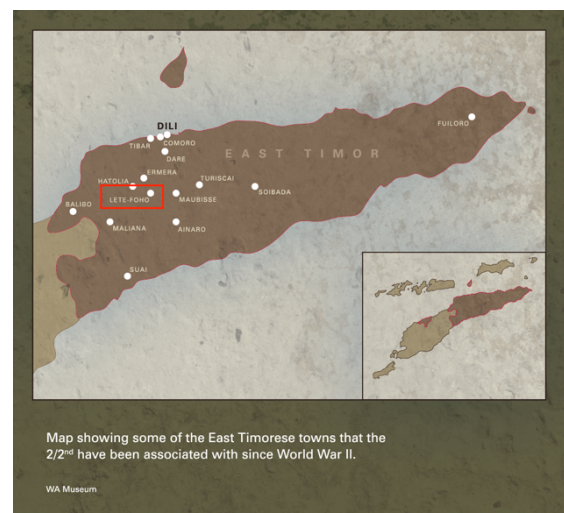 DILI
TIBAR
COMORO
DARE
FUILORO
EAST TIMOR
ERMERA
HATOLIA
TURISCAI
LETE-FOHO
MAUBISSE
SOIBADA
BALIBO
MALIANA
AINARO
SUAI
Map showing some of the East Timorese towns that the
2/2nd have been associated with since World War II.
WA Museum